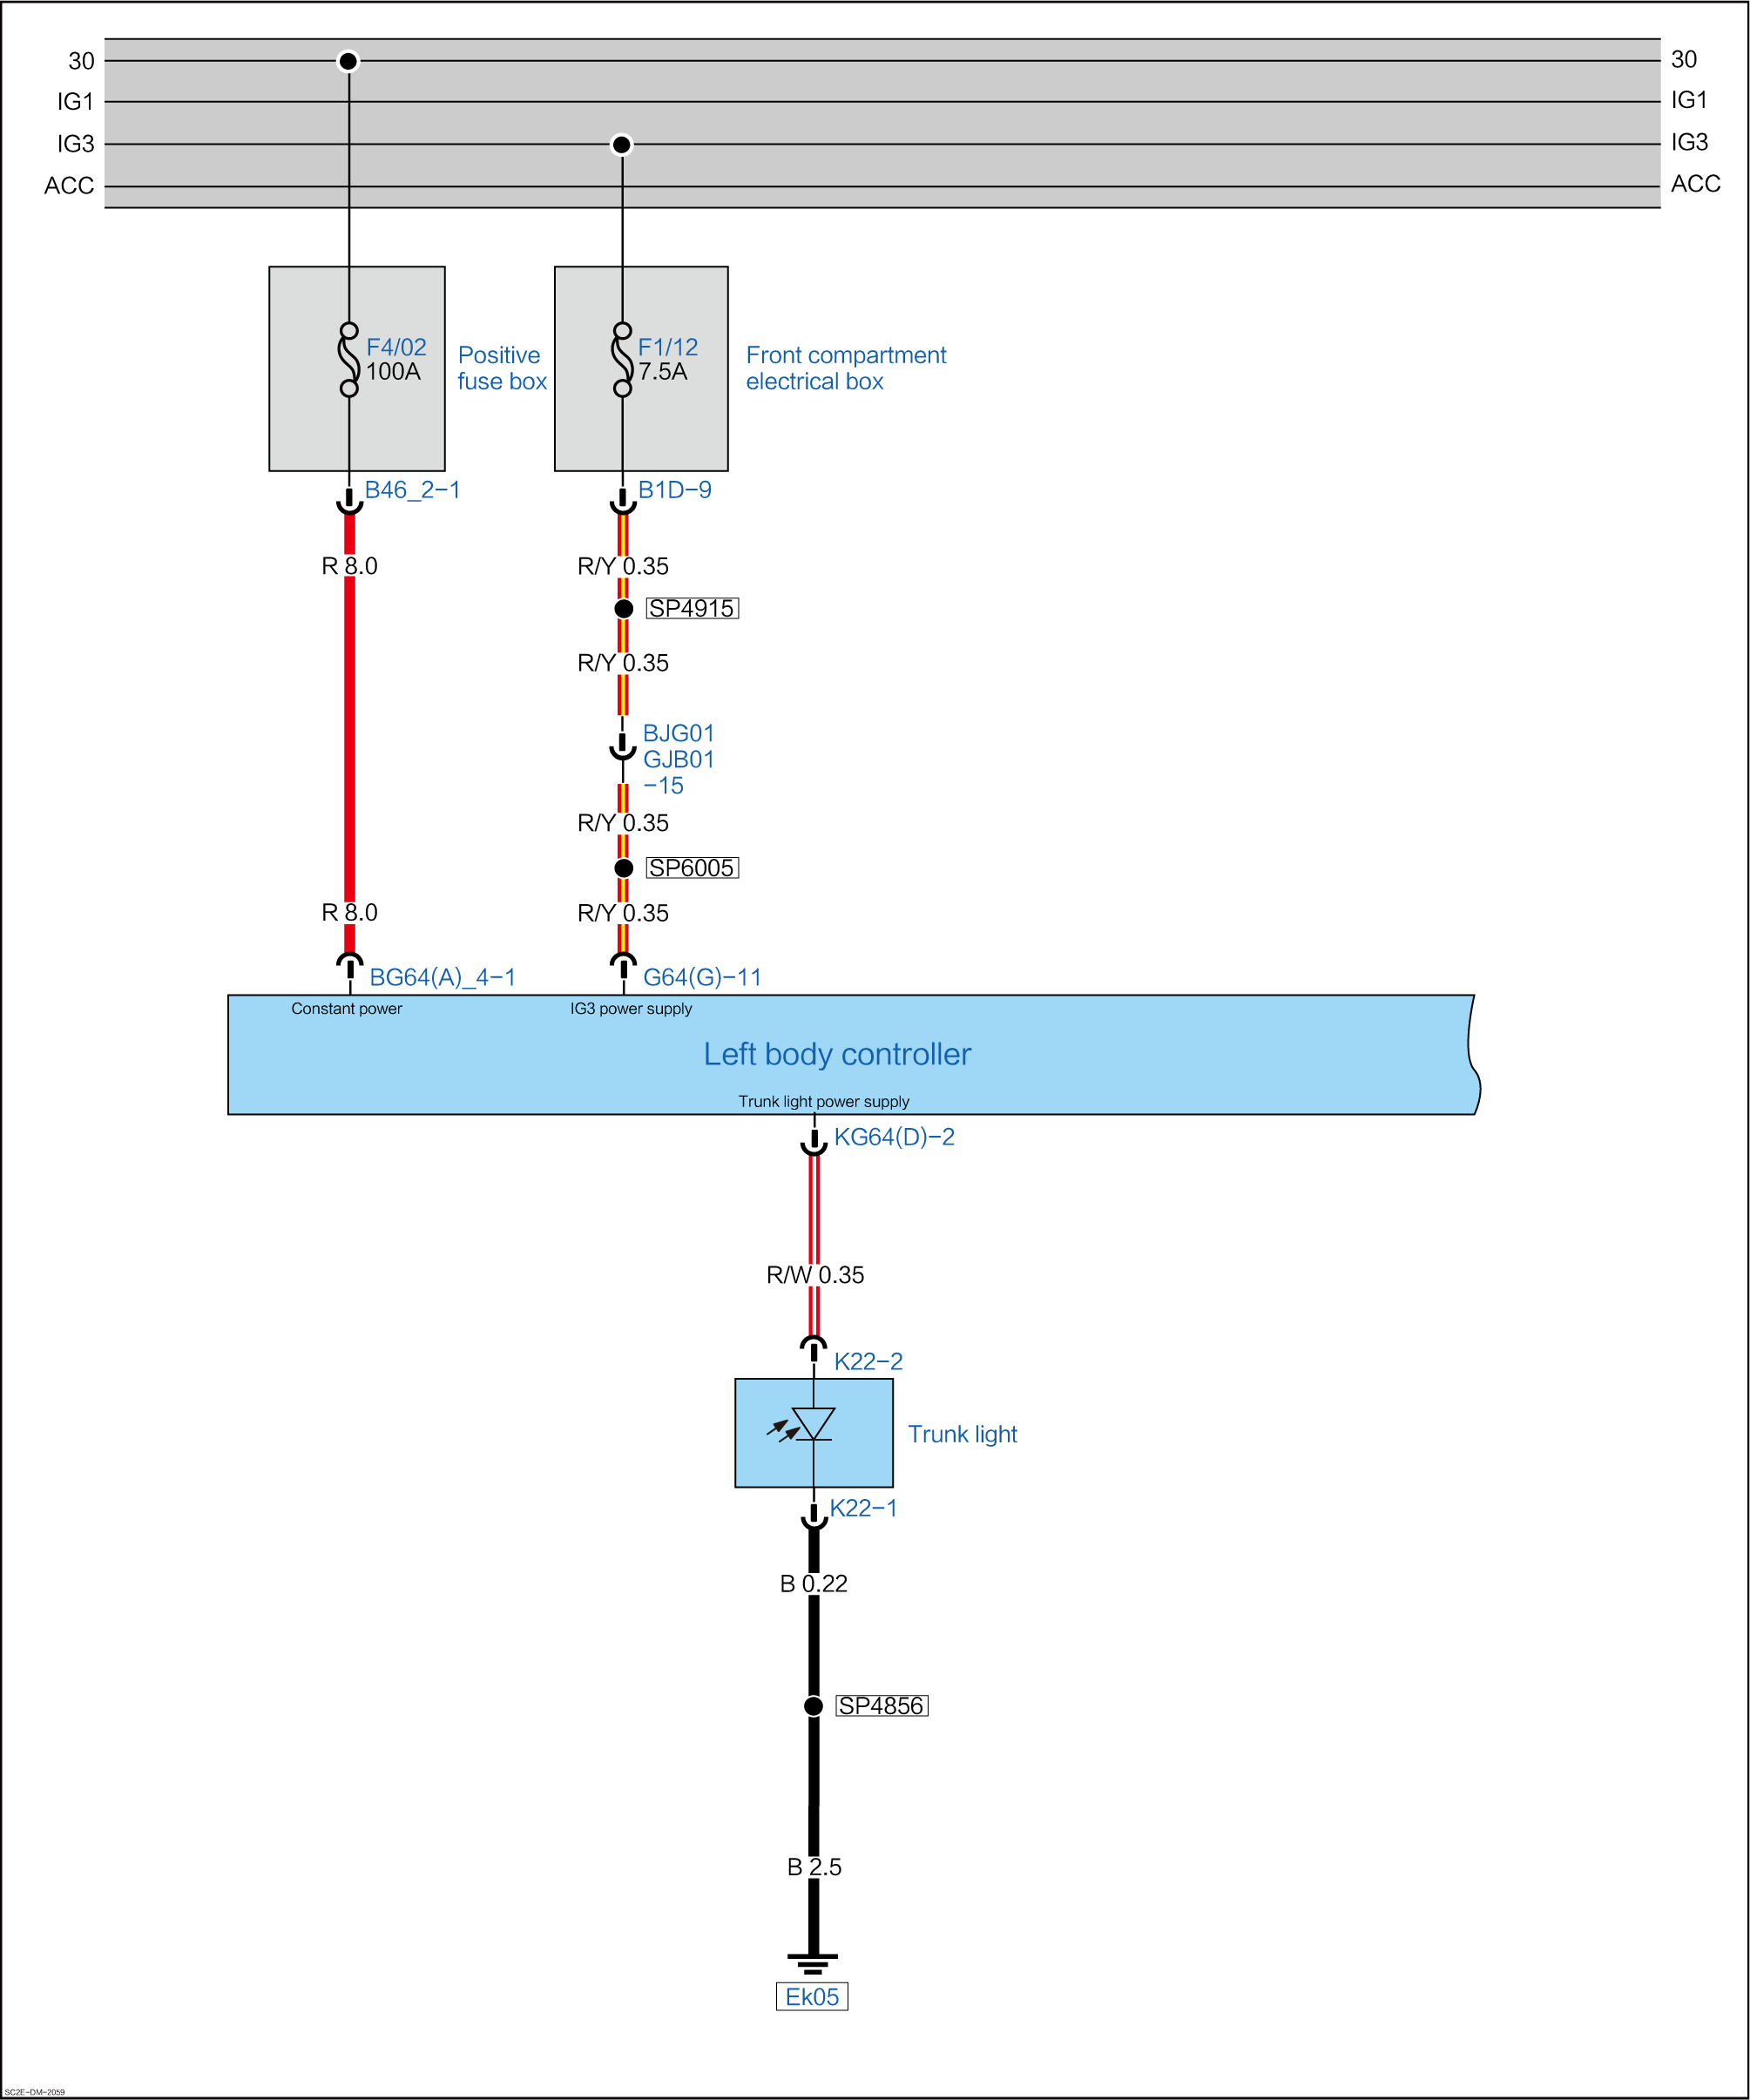 30
30
IG1
IG1
IG3
IG3
ACC
ACC
F4/02
100A
Positive
fuse box
F1/12
7.5A
Front compartment
electrical box
B46_2-1
B1D-9
R 8.0
R/Y 0.35
SP4915
R/Y 0.35
BJG01
GJB01
-15
R/Y 0.35
SP6005
R 8.0
R/Y 0.35
BG64(A)_4-1
G64(G)-11
Constant power
IG3 power supply
Left body controller
Trunk light power supply
KG64(D)-2
R/W 0.35
K22-2
Trunk light
K22-1
B 0.22
SP4856
B 2.5
Ek05
SC2E-DM-2059